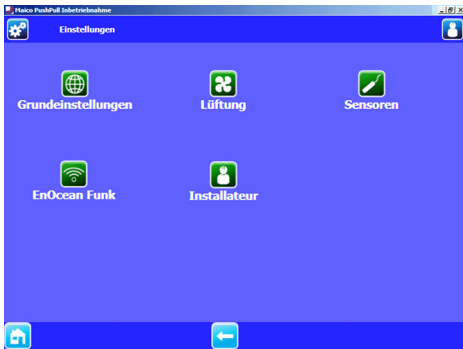 Maico PushPull Inbetriebnahme
Einstellungen
Grundeinstellungen
Lüftung
Sensoren
EnOcean Funk
Installateur